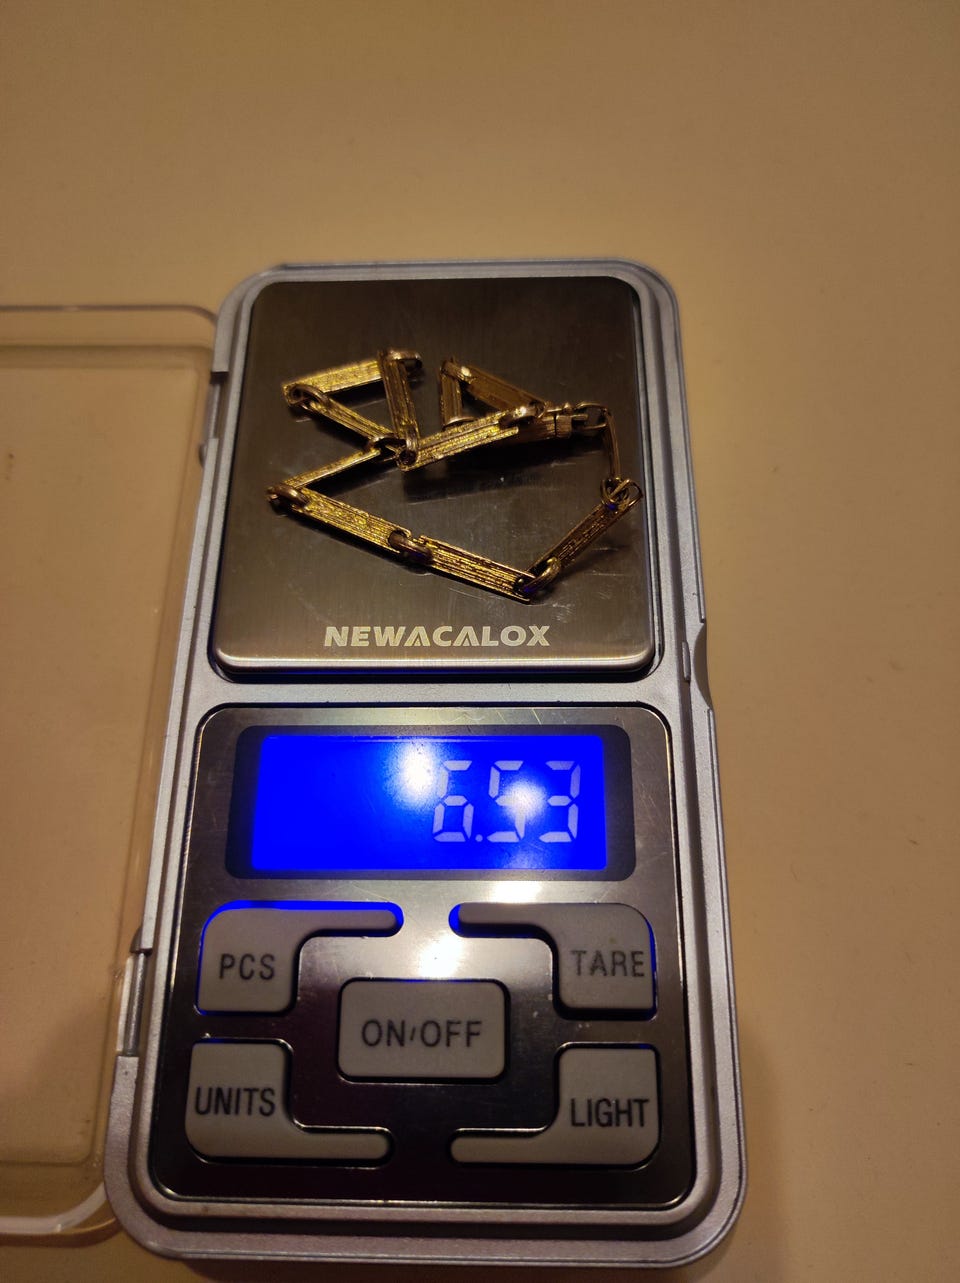 NEWACALOX
6.53
PCS
TARE
ON/OFF
UNITS
LIGHT